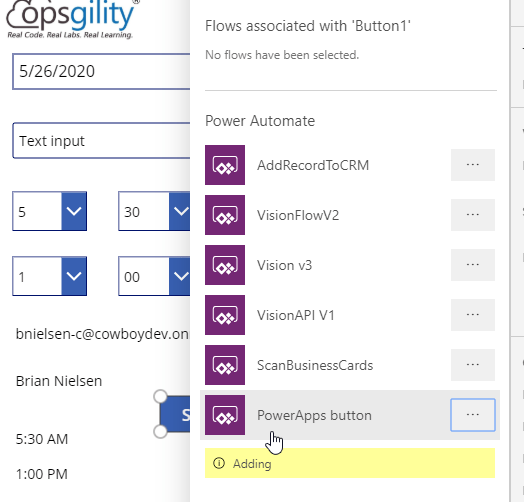 opsgility
Real Code. Real Labs. Real Learning.
5/26/2020
Text input
5
30
1
00
bnielsen-c@cowboydev.on
Brian Nielsen
S
5:30 AM
1:00 PM
Flows associated with 'Button1'
No flows have been selected.
Power Automate
AddRecordToCRM
...
VisionFlowV2
...
Vision v3
...
VisionAPI V1
...
ScanBusinessCards
...
PowerApps button
...
Adding